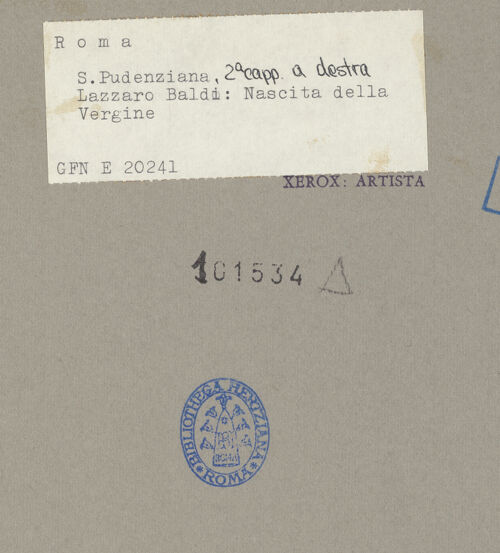 Roma
S.Pudenziana, 2ª capp. a destra
Lazzaro Baldi: Nascita della
Vergine
GFN E 20241
XEROX: ARTISTA
101534
BIBLIOTHECA HERTZIANA
ROMA